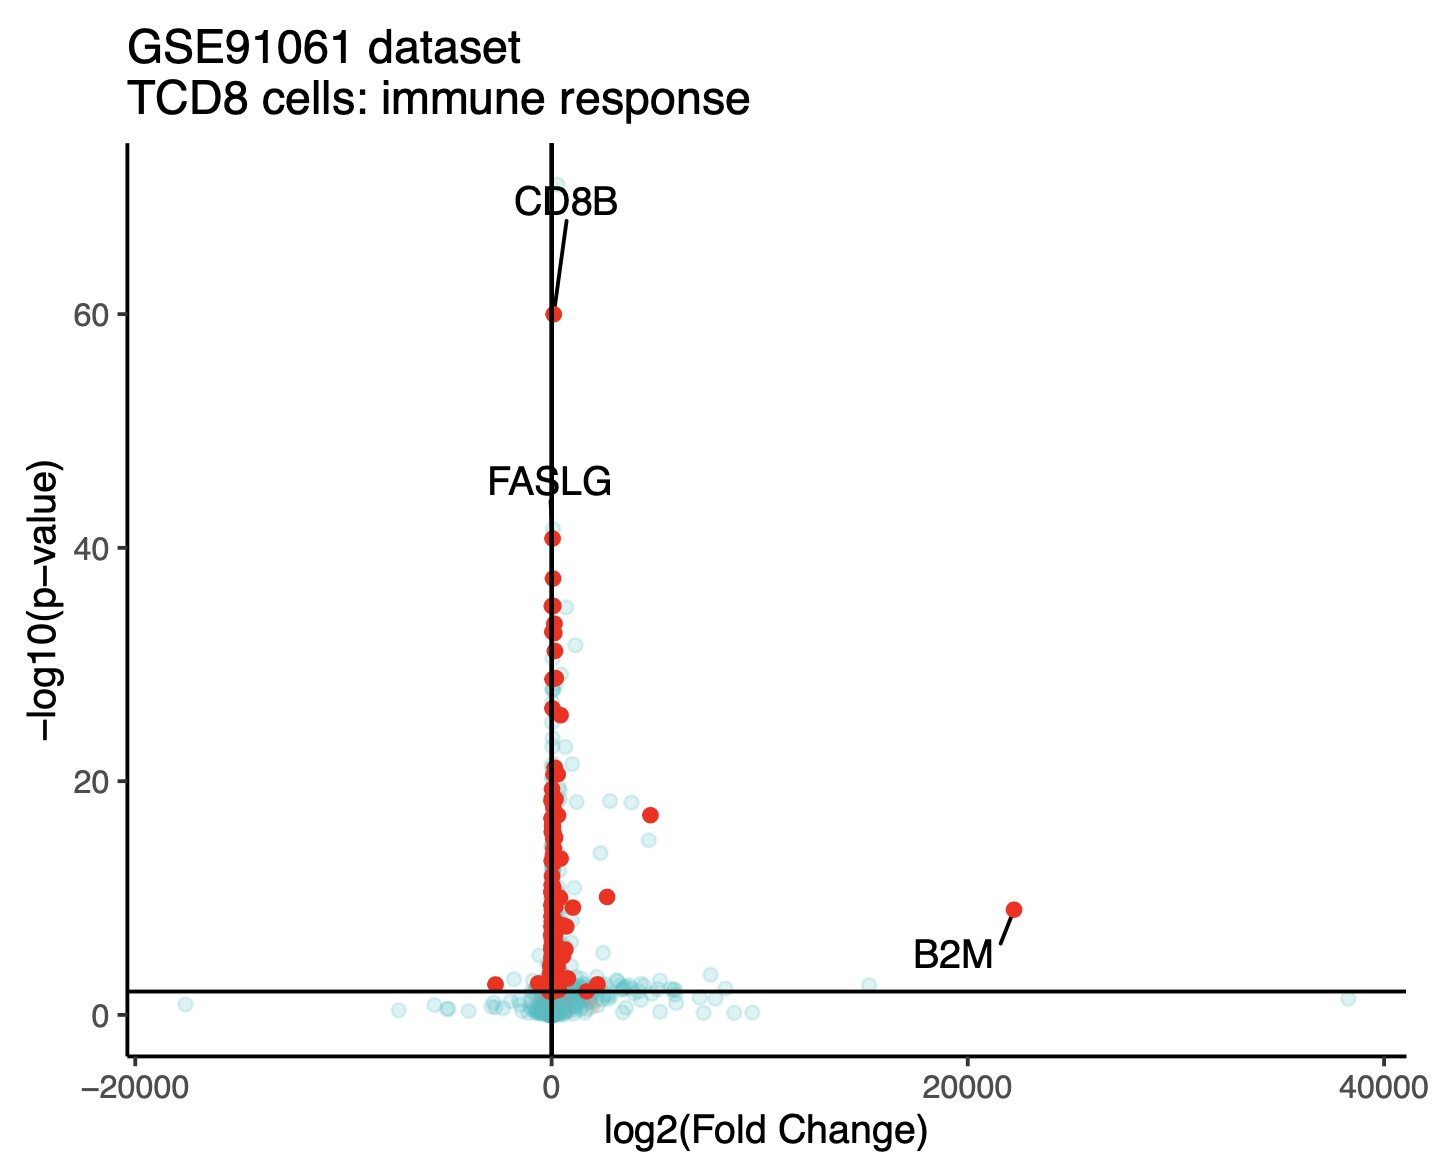 GSE91061 dataset
TCD8 cells: immune response
CD8B
60
FASLG
40
−log10(p−value)
20
B2M
0
−20000
0
20000
40000
log2(Fold Change)